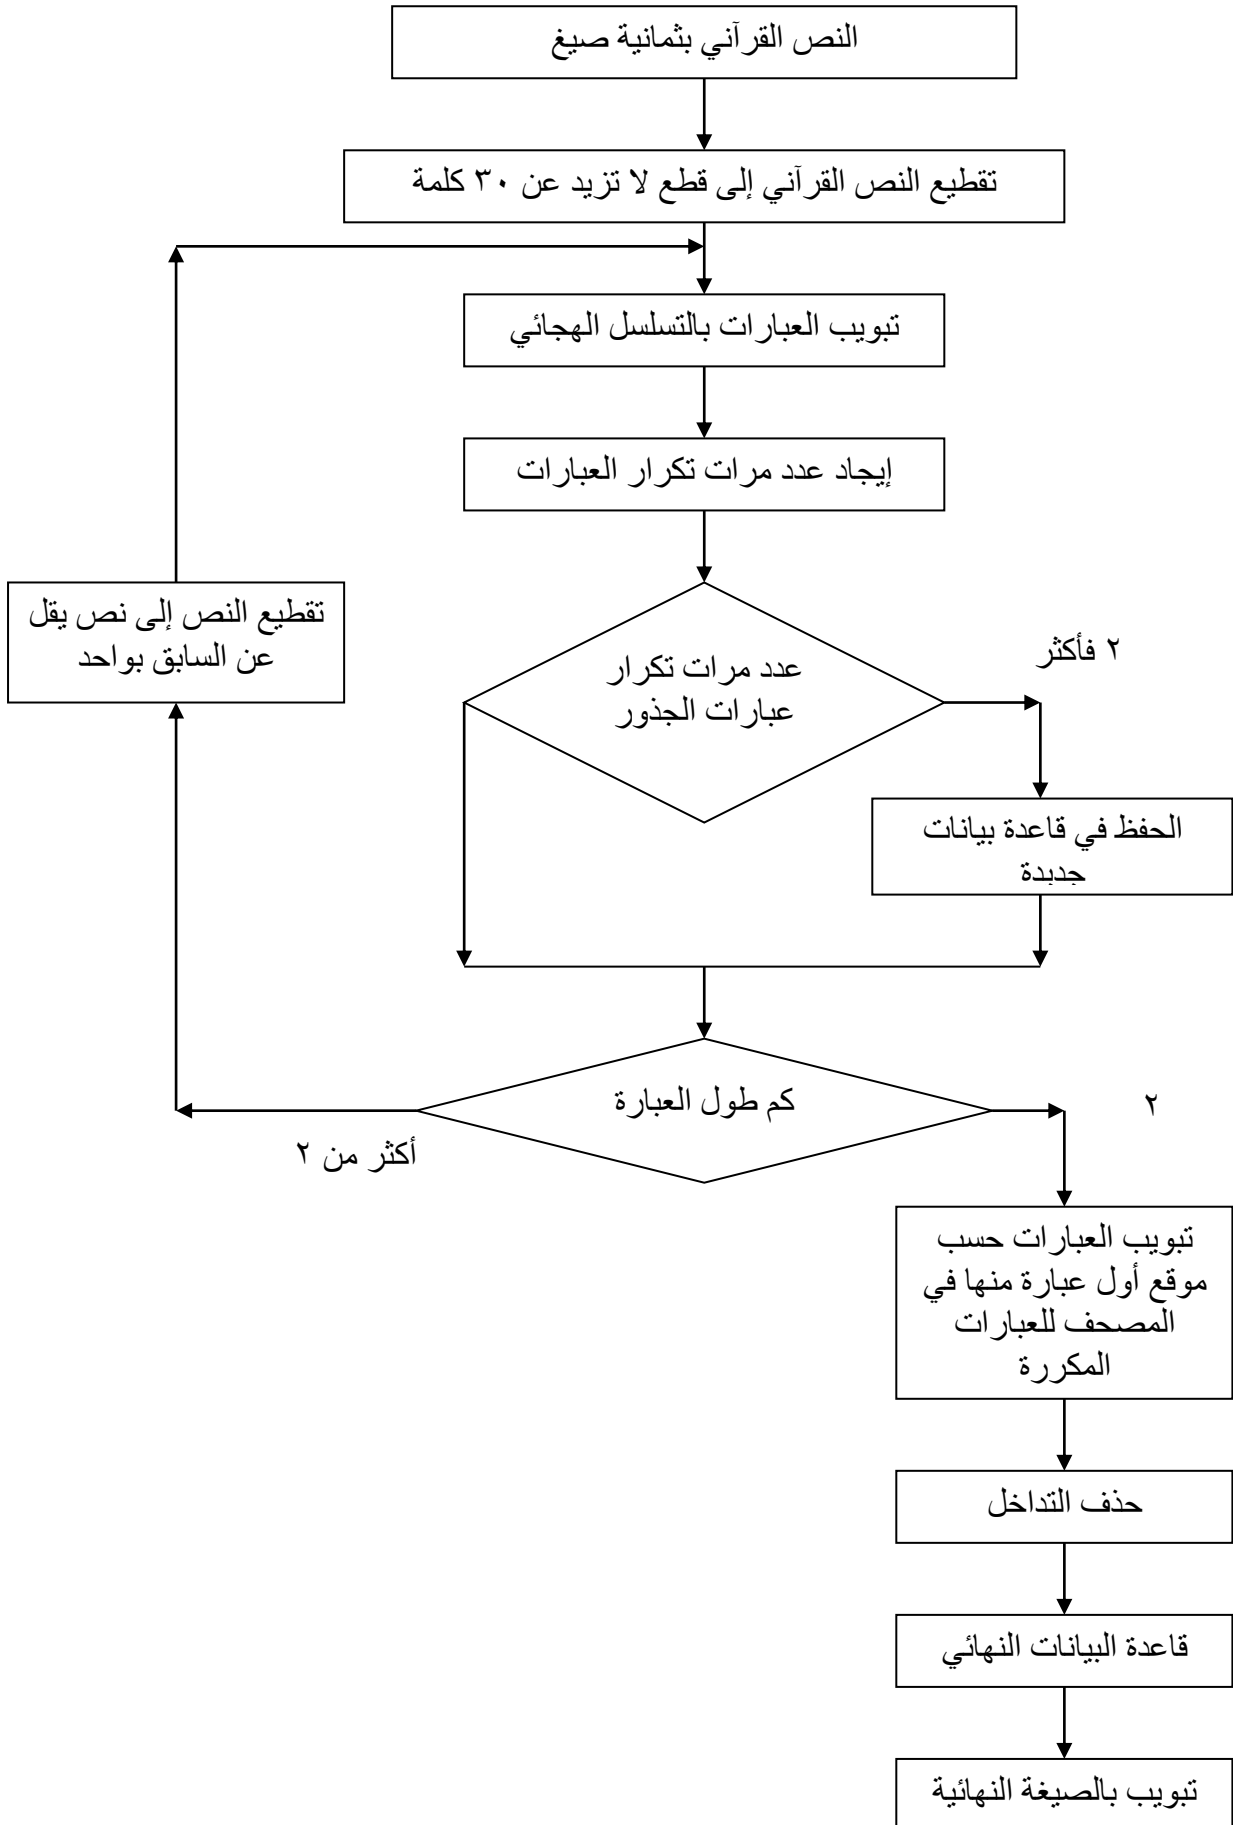 النص القرآني بثمانية صيغ
تقطيع النص القرآني إلى قطع لا تزيد عن ٣٠ كلمة
تبويب العبارات بالتسلسل الهجائي
إيجاد عدد مرات تكرار العبارات
تقطيع النص إلى نص يقل
عن السابق بواحد
عدد مرات تكرار
عبارات الجذور
٢ فأكثر
الحفظ في قاعدة بيانات
جديدة
كم طول العبارة
٢
أكثر من ٢
تبويب العبارات حسب
موقع أول عبارة منها في
المصحف للعبارات
المكررة
حذف التداخل
قاعدة البيانات النهائي
تبويب بالصيغة النهائية